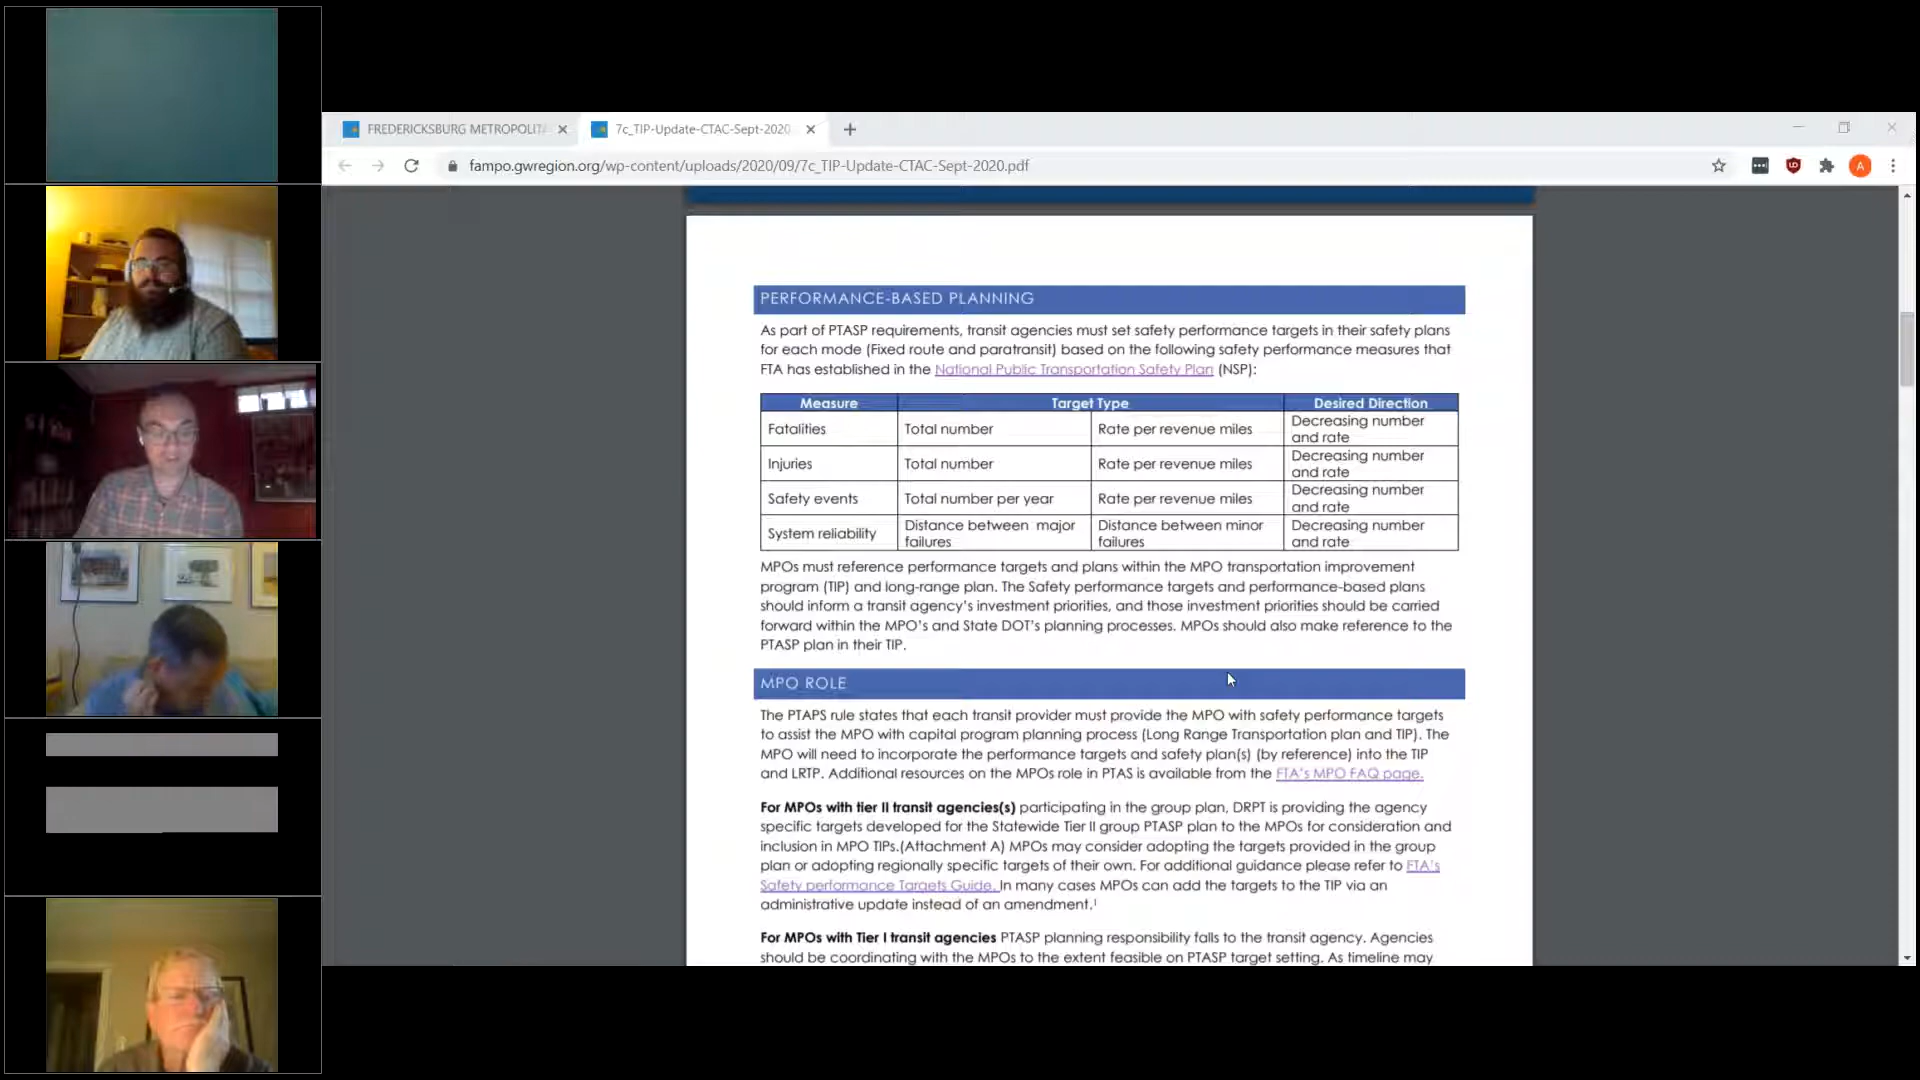 FREDERICKSBURG METROPOLIT
7c_TIP-Update-CTAC-Sept-2020
fampo.gwregion.org/wp-content/uploads/2020/09/7c_TIP-Update-CTAC-Sept-2020.pdf
A
PERFORMANCE-BASED PLANNING
As part of PTASP requirements, transit agencies must set safety performance targets in their safety plans
for each mode (Fixed route and paratransit) based on the following safety performance measures that
FTA has established in the National Public Transportation Safety Plan (NSP):
Measure Target Type Desired Direction
Fatalities Total number Rate per revenue miles Decreasing number
and rate
Injuries Total number Rate per revenue miles Decreasing number
and rate
Safety events Total number per year Rate per revenue miles Decreasing number
and rate
System reliability Distance between major
failures Distance between minor
failures Decreasing number
and rate
MPOs must reference performance targets and plans within the MPO transportation improvement
program (TIP) and long-range plan. The Safety performance targets and performance-based plans
should inform a transit agency's investment priorities, and those investment priorities should be carried
forward within the MPO's and State DOT's planning processes. MPOs should also make reference to the
PTASP plan in their TIP.
MPO ROLE
The PTAPS rule states that each transit provider must provide the MPO with safety performance targets
to assist the MPO with capital program planning process (Long Range Transportation plan and TIP). The
MPO will need to incorporate the performance targets and safety plan(s) (by reference) into the TIP
and LRTP. Additional resources on the MPOs role in PTAS is available from the FTA's MPO FAQ page.
For MPOs with tier II transit agencies(s) participating in the group plan, DRPT is providing the agency
specific targets developed for the Statewide Tier II group PTASP plan to the MPOs for consideration and
inclusion in MPO TIPs.(Attachment A) MPOs may consider adopting the targets provided in the group
plan or adopting regionally specific targets of their own. For additional guidance please refer to FTA's
Safety performance Targets Guide. In many cases MPOs can add the targets to the TIP via an
administrative update instead of an amendment.¹
For MPOs with Tier I transit agencies PTASP planning responsibility falls to the transit agency. Agencies
should be coordinating with the MPOs to the extent feasible on PTASP target setting. As timeline may